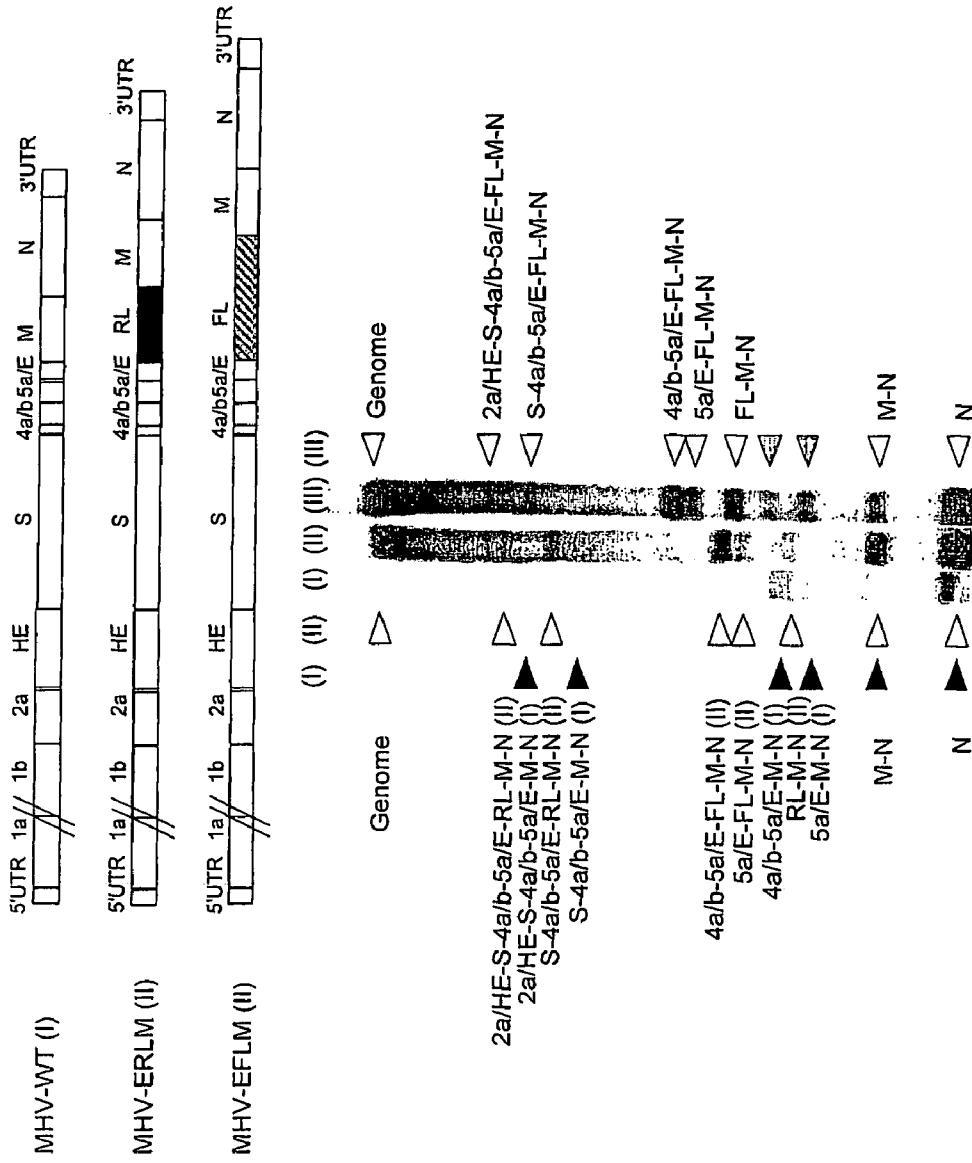 MHV-WT (I)
5'UTR 1a 1b 2a HE S 4a/b 5a/E M N 3'UTR
MHV-ERLM (II)
5'UTR 1a 1b 2a HE S 4a/b 5a/E RL M N 3'UTR
MHV-EFLM (II)
5'UTR 1a 1b 2a HE S 4a/b 5a/E FL M N 3'UTR
(I) (II) (I) (II) (III) (III)
Genome
2a/HE-S-4a/b-5a/E-RL-M-N (II)
2a/HE-S-4a/b-5a/E-M-N (I)
S-4a/b-5a/E-RL-M-N (II)
S-4a/b-5a/E-M-N (I)
4a/b-5a/E-FL-M-N (II)
5a/E-FL-M-N (II)
4a/b-5a/E-M-N (I)
RL-M-N (II)
5a/E-M-N (I)
M-N
N
Genome
2a/HE-S-4a/b-5a/E-FL-M-N
S-4a/b-5a/E-FL-M-N
4a/b-5a/E-FL-M-N
5a/E-FL-M-N
FL-M-N
M-N
N